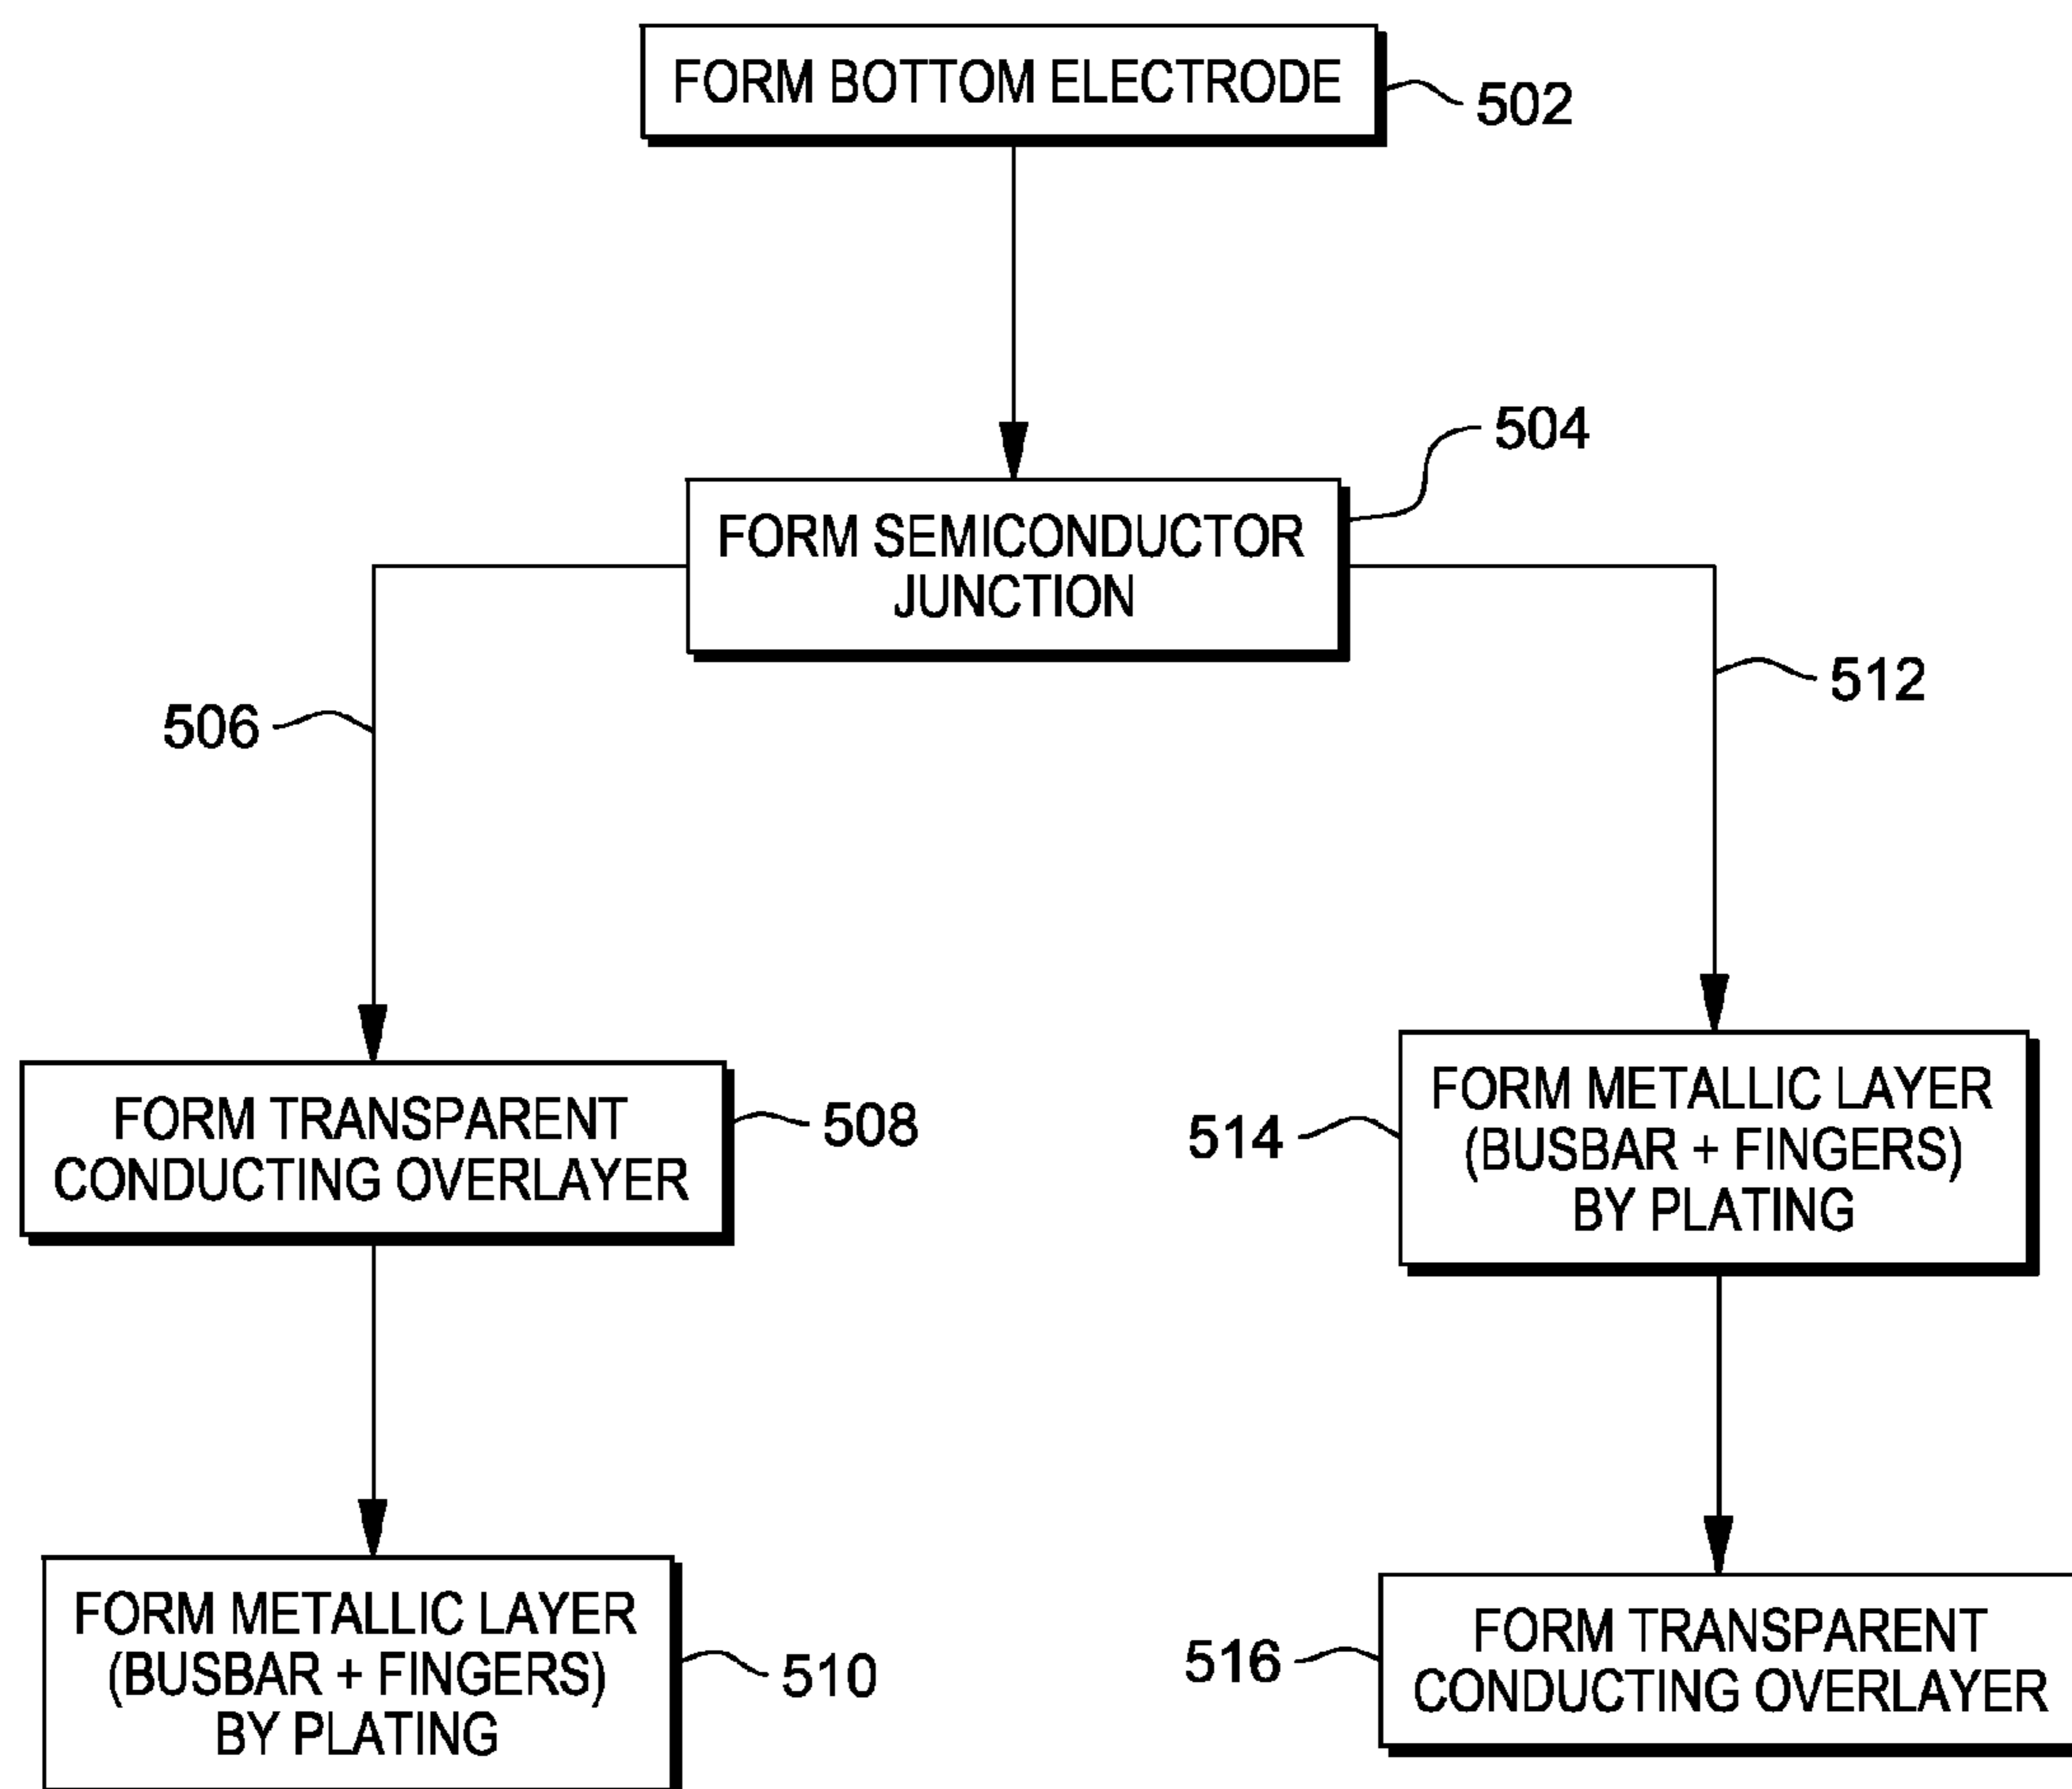 FORM BOTTOM ELECTRODE
502
504
FORM SEMICONDUCTOR
JUNCTION
506
512
FORM TRANSPARENT
CONDUCTING OVERLAYER
508
514
FORM METALLIC LAYER
(BUSBAR + FINGERS)
BY PLATING
FORM METALLIC LAYER
(BUSBAR + FINGERS)
BY PLATING
510
516
FORM TRANSPARENT
CONDUCTING OVERLAYER